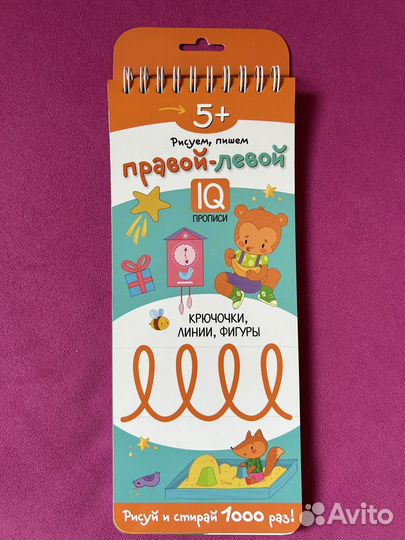 5+
Рисуем, пишем
правой-левой
IQ
ПРОПИСИ
КРЮЧОЧКИ,
ЛИНИИ, ФИГУРЫ
Рисуй и стирай 1000 раз!
Avito